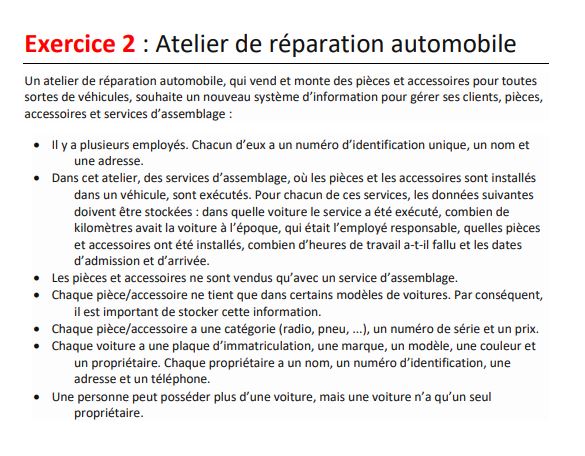 Exercice 2 : Atelier de réparation automobile
Un atelier de réparation automobile, qui vend et monte des pièces et accessoires pour toutes
sortes de véhicules, souhaite un nouveau système d’information pour gérer ses clients, pièces,
accessoires et services d’assemblage :
• Il y a plusieurs employés. Chacun d’eux a un numéro d’identification unique, un nom et
une adresse.
• Dans cet atelier, des services d’assemblage, où les pièces et les accessoires sont installés
dans un véhicule, sont exécutés. Pour chacun de ces services, les données suivantes
doivent être stockées : dans quelle voiture le service a été exécuté, combien de
kilomètres avait la voiture à l’époque, qui était l’employé responsable, quelles pièces
et accessoires ont été installés, combien d’heures de travail a-t-il fallu et les dates
d’admission et d’arrivée.
• Les pièces et accessoires ne sont vendus qu’avec un service d’assemblage.
• Chaque pièce/accessoire ne tient que dans certains modèles de voitures. Par conséquent,
il est important de stocker cette information.
• Chaque pièce/accessoire a une catégorie (radio, pneu, ...), un numéro de série et un prix.
• Chaque voiture a une plaque d’immatriculation, une marque, un modèle, une couleur et
un propriétaire. Chaque propriétaire a un nom, un numéro d’identification, une
adresse et un téléphone.
• Une personne peut posséder plus d’une voiture, mais une voiture n’a qu’un seul
propriétaire.